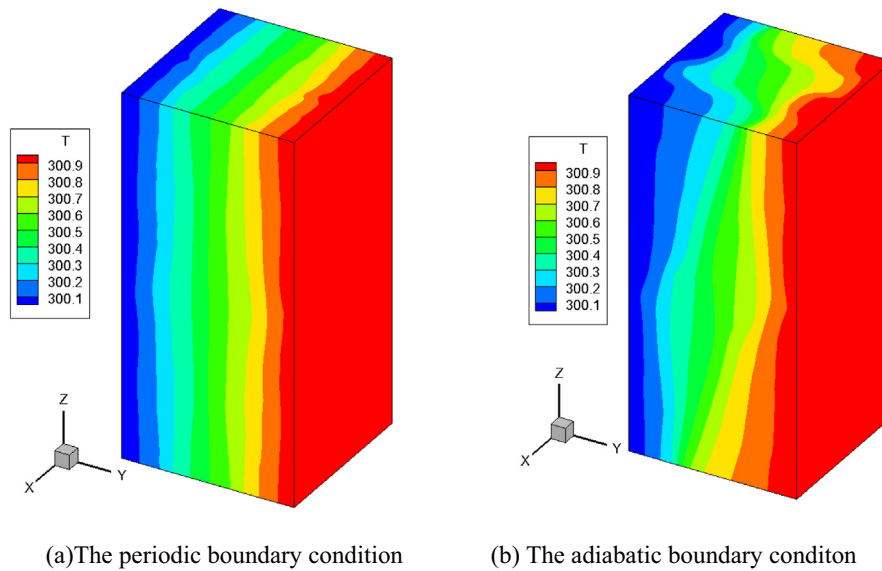 T
300.9
300.8
300.7
300.6
300.5
300.4
300.3
300.2
300.1
Z
X
Y
(a)The periodic boundary condition
T
300.9
300.8
300.7
300.6
300.5
300.4
300.3
300.2
300.1
Z
X
Y
(b) The adiabatic boundary conditon